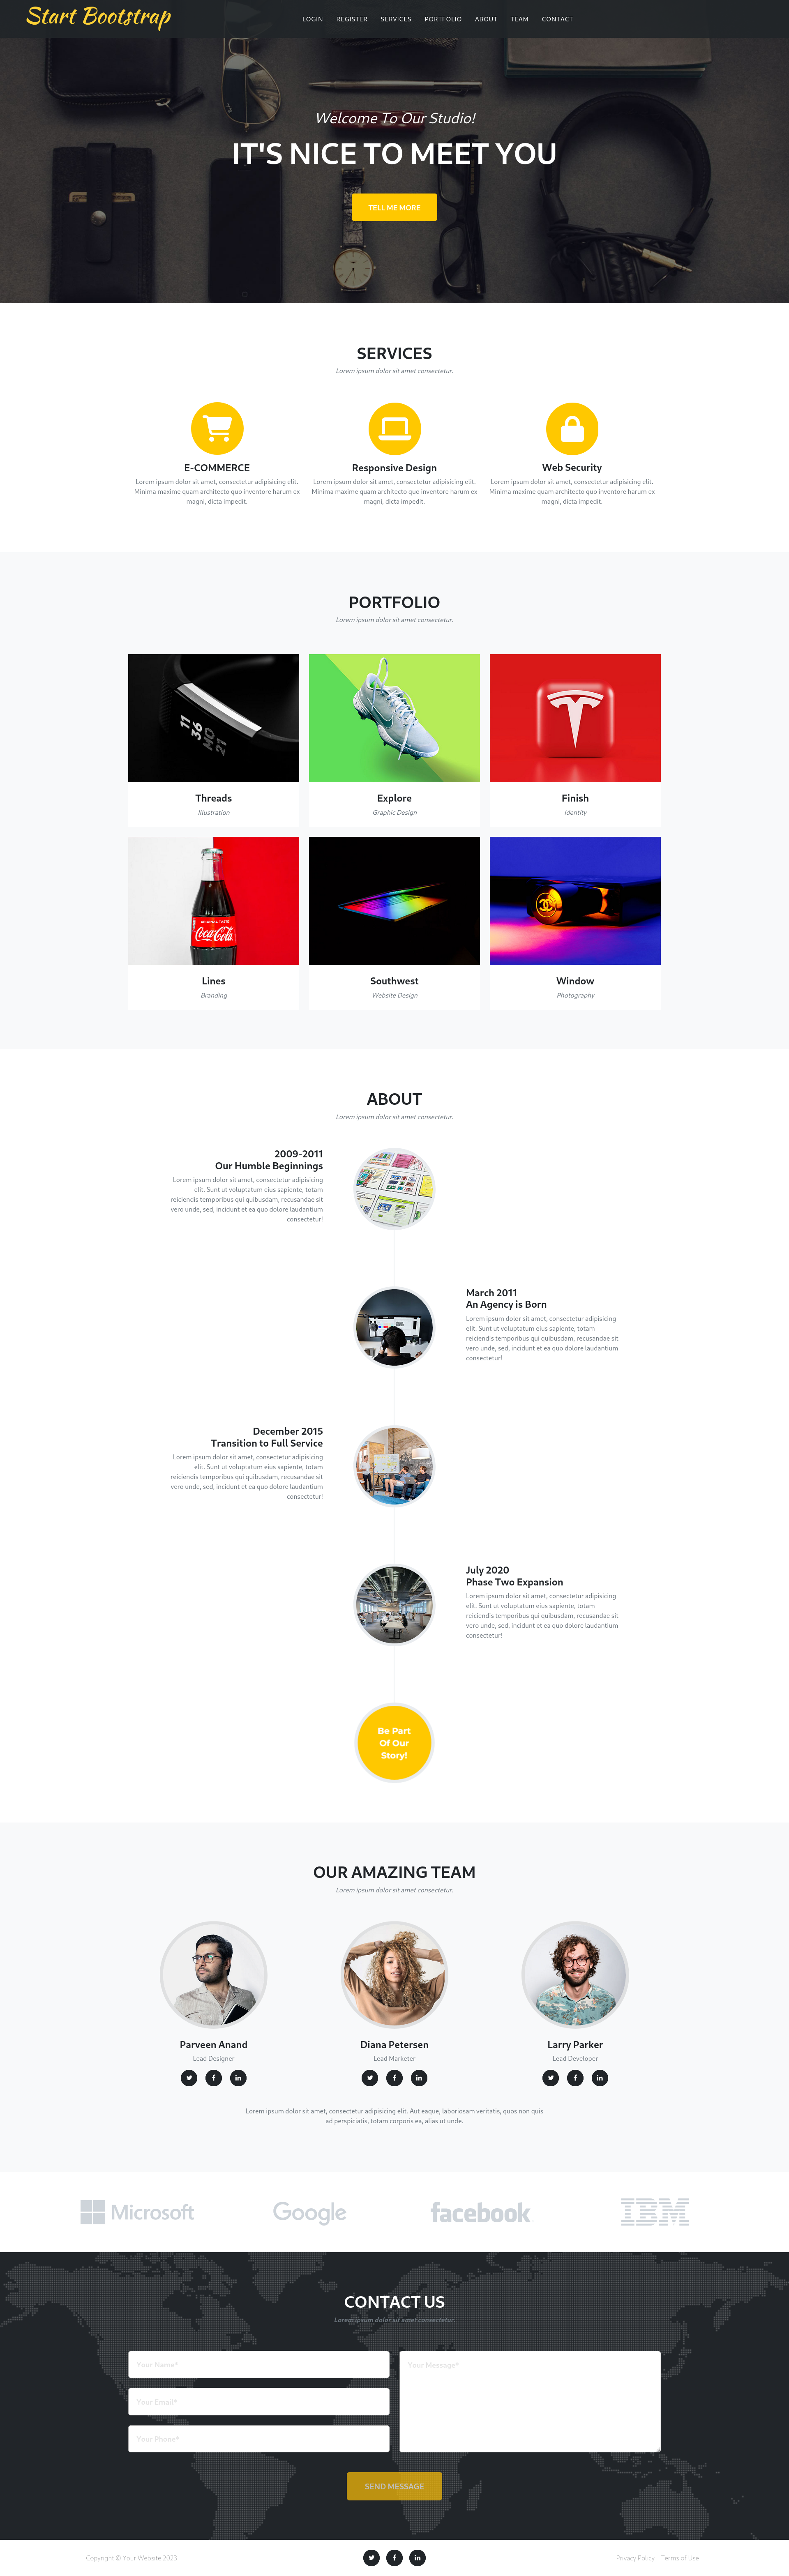 Start Bootstrap
LOGIN REGISTER SERVICES PORTFOLIO ABOUT TEAM CONTACT
Welcome To Our Studio!
IT'S NICE TO MEET YOU
TELL ME MORE
SERVICES
Lorem ipsum dolor sit amet consectetur.
E-COMMERCE
Lorem ipsum dolor sit amet, consectetur adipisicing elit.
Minima maxime quam architecto quo inventore harum ex
magni, dicta impedit.
Responsive Design
Lorem ipsum dolor sit amet, consectetur adipisicing elit.
Minima maxime quam architecto quo inventore harum ex
magni, dicta impedit.
Web Security
Lorem ipsum dolor sit amet, consectetur adipisicing elit.
Minima maxime quam architecto quo inventore harum ex
magni, dicta impedit.
PORTFOLIO
Lorem ipsum dolor sit amet consectetur.
11
36
MO
21
Threads
Illustration
Explore
Graphic Design
Finish
Identity
ORIGINAL TASTE
Coca-Cola
Lines
Branding
Southwest
Website Design
Window
Photography
ABOUT
Lorem ipsum dolor sit amet consectetur.
2009-2011
Our Humble Beginnings
Lorem ipsum dolor sit amet, consectetur adipisicing
elit. Sunt ut voluptatum eius sapiente, totam
reiciendis temporibus qui quibusdam, recusandae sit
vero unde, sed, incidunt et ea quo dolore laudantium
consectetur!
March 2011
An Agency is Born
Lorem ipsum dolor sit amet, consectetur adipisicing
elit. Sunt ut voluptatum eius sapiente, totam
reiciendis temporibus qui quibusdam, recusandae sit
vero unde, sed, incidunt et ea quo dolore laudantium
consectetur!
December 2015
Transition to Full Service
Lorem ipsum dolor sit amet, consectetur adipisicing
elit. Sunt ut voluptatum eius sapiente, totam
reiciendis temporibus qui quibusdam, recusandae sit
vero unde, sed, incidunt et ea quo dolore laudantium
consectetur!
July 2020
Phase Two Expansion
Lorem ipsum dolor sit amet, consectetur adipisicing
elit. Sunt ut voluptatum eius sapiente, totam
reiciendis temporibus qui quibusdam, recusandae sit
vero unde, sed, incidunt et ea quo dolore laudantium
consectetur!
Be Part
Of Our
Story!
OUR AMAZING TEAM
Lorem ipsum dolor sit amet consectetur.
Parveen Anand
Lead Designer
Diana Petersen
Lead Marketer
Larry Parker
Lead Developer
Lorem ipsum dolor sit amet, consectetur adipisicing elit. Aut eaque, laboriosam veritatis, quos non quis
ad perspiciatis, totam corporis ea, alias ut unde.
Microsoft Google facebook IBM
CONTACT US
Lorem ipsum dolor sit amet consectetur.
Your Name*
Your Email*
Your Phone*
Your Message*
SEND MESSAGE
Copyright © Your Website 2023
Privacy Policy Terms of Use